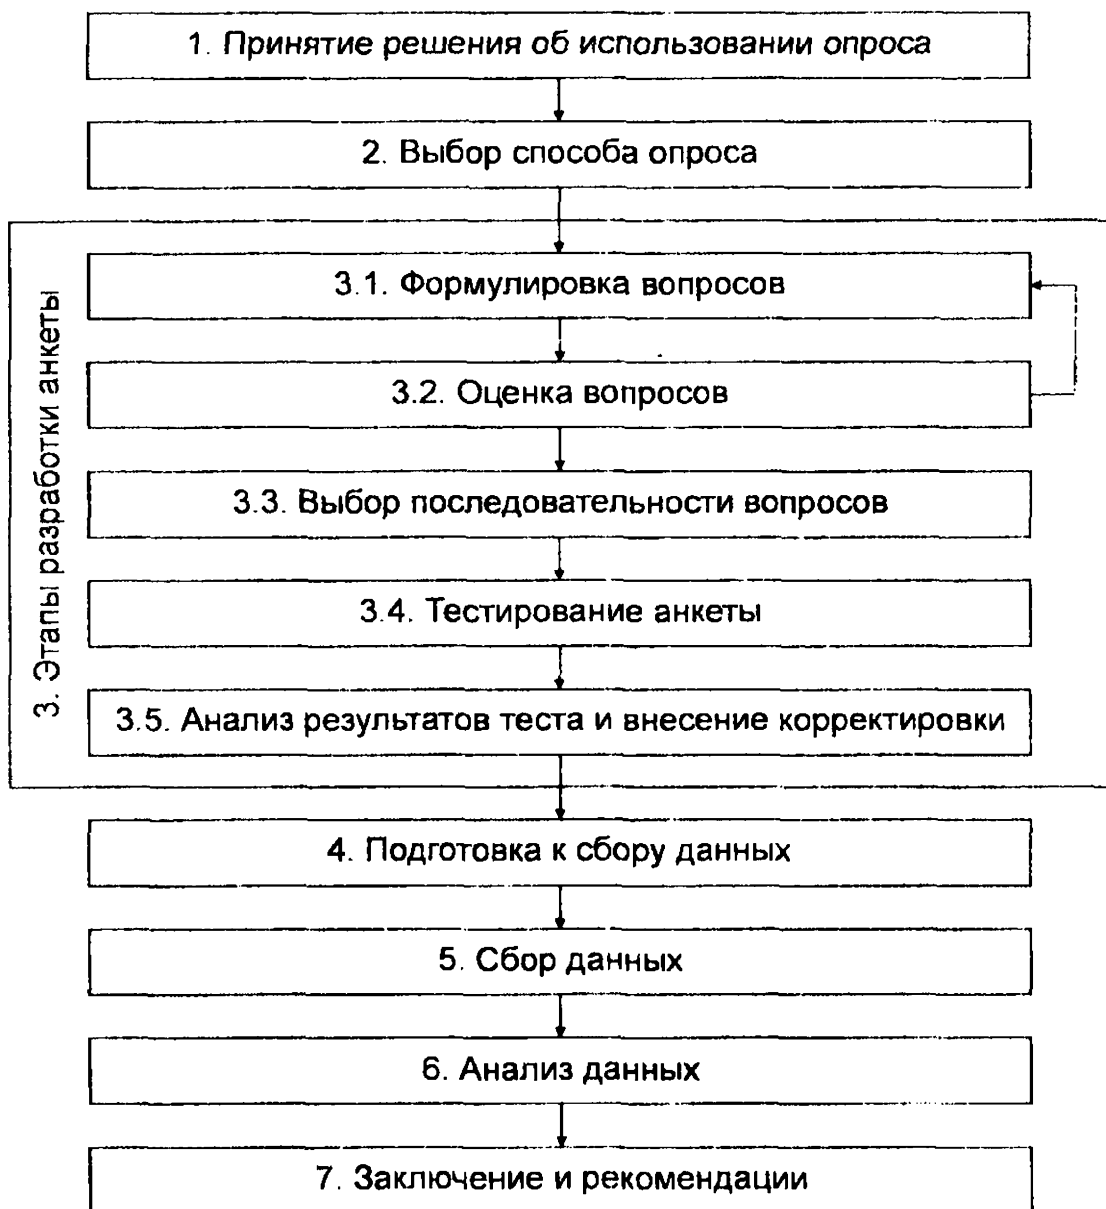 1. Принятие решения об использовании опроса
2. Выбор способа опроса
3. Этапы разработки анкеты
3.1. Формулировка вопросов
3.2. Оценка вопросов
3.3. Выбор последовательности вопросов
3.4. Тестирование анкеты
3.5. Анализ результатов теста и внесение корректировки
4. Подготовка к сбору данных
5. Сбор данных
6. Анализ данных
7. Заключение и рекомендации